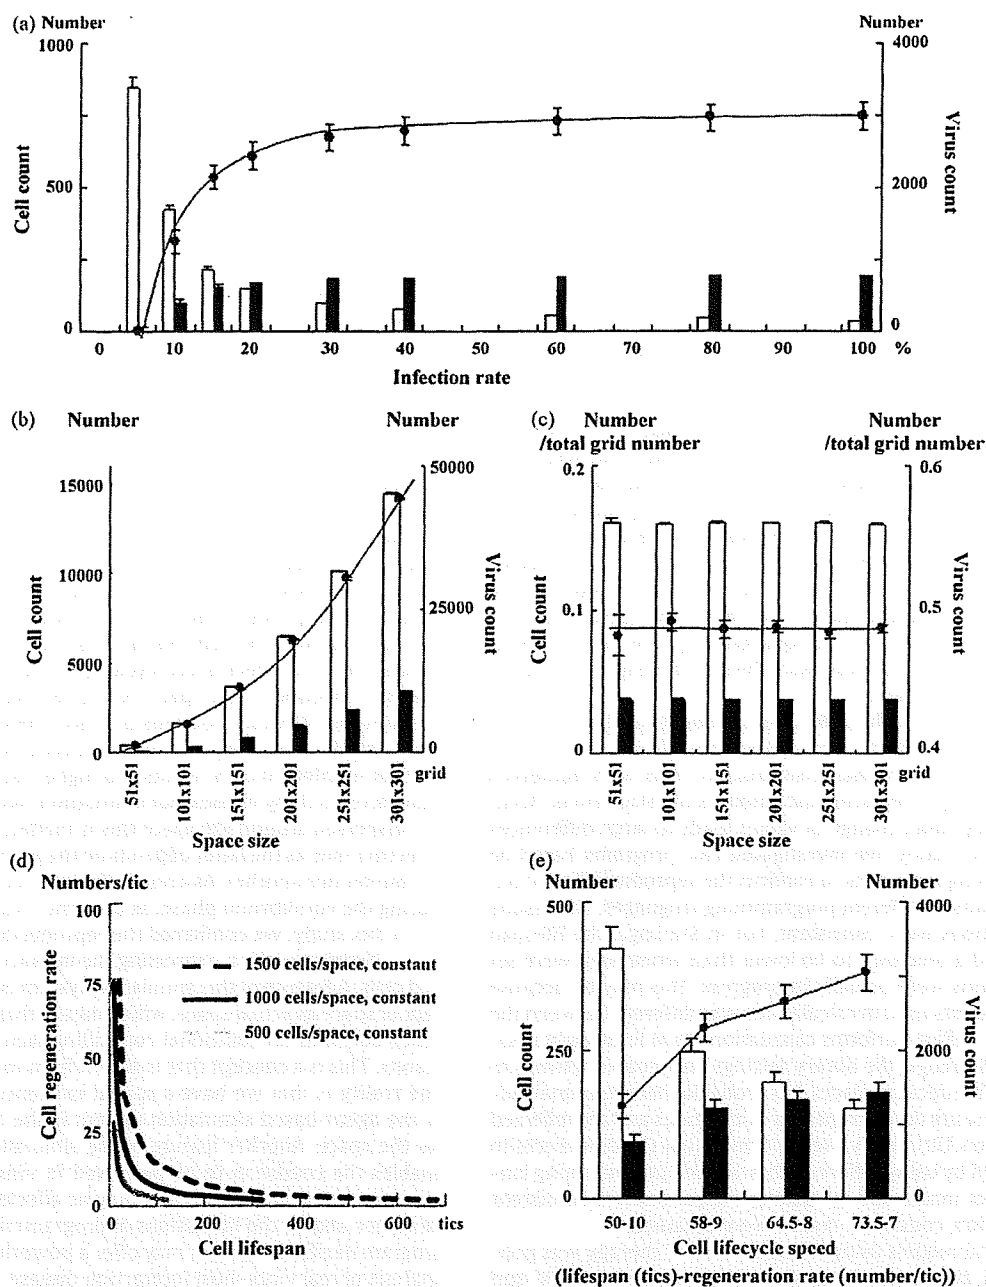 (a) Number Number
1000 4000
Cell count
500 2000
Virus count
0 0
0 10 20 30 40 50 60 70 80 90 100 %
Infection rate
(b) Number Number
15000 50000
Cell count
10000
25000
Virus count
5000
0 0
51x51 101x101 151x151 201x201 251x251 301x301 grid
Space size
(c) Number Number
/total grid number /total grid number
0.2 0.6
Cell count
0.1 0.5
Virus count
0 0.4
51x51 101x101 151x151 201x201 251x251 301x301 grid
Space size
(d)
Numbers/tic
100
Cell regeneration rate
75
50
25
0
1500 cells/space, constant
1000 cells/space, constant
500 cells/space, constant
0 200 400 600 tics
Cell lifespan
(e)
Number Number
500 4000
Cell count
250 2000
Virus count
0 0
50-10 58-9 64.5-8 73.5-7
Cell lifecycle speed
(lifespan (tics)-regeneration rate (number/tic))